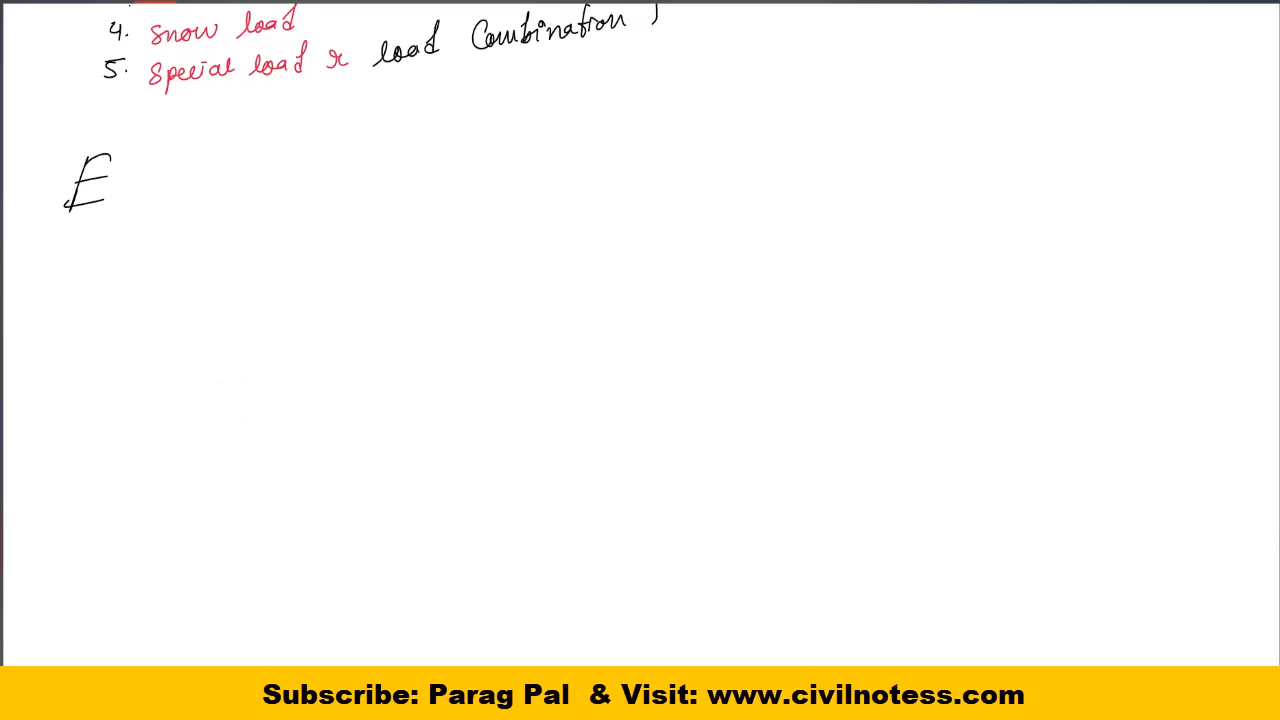 4. Snow load
5. Special load & load Combination )
E
Subscribe: Parag Pal & Visit: www.civilnotess.com